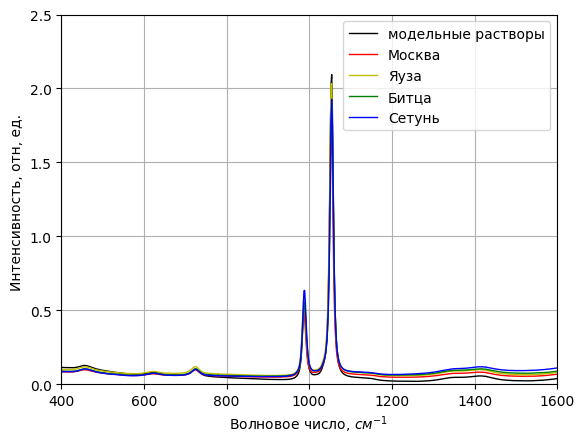 2.5
2.0
1.5
1.0
0.5
0.0
Интенсивность, отн, ед.
модельные растворы
Москва
Яуза
Битца
Сетунь
400 600 800 1000 1200 1400 1600
Волновое число, см⁻¹